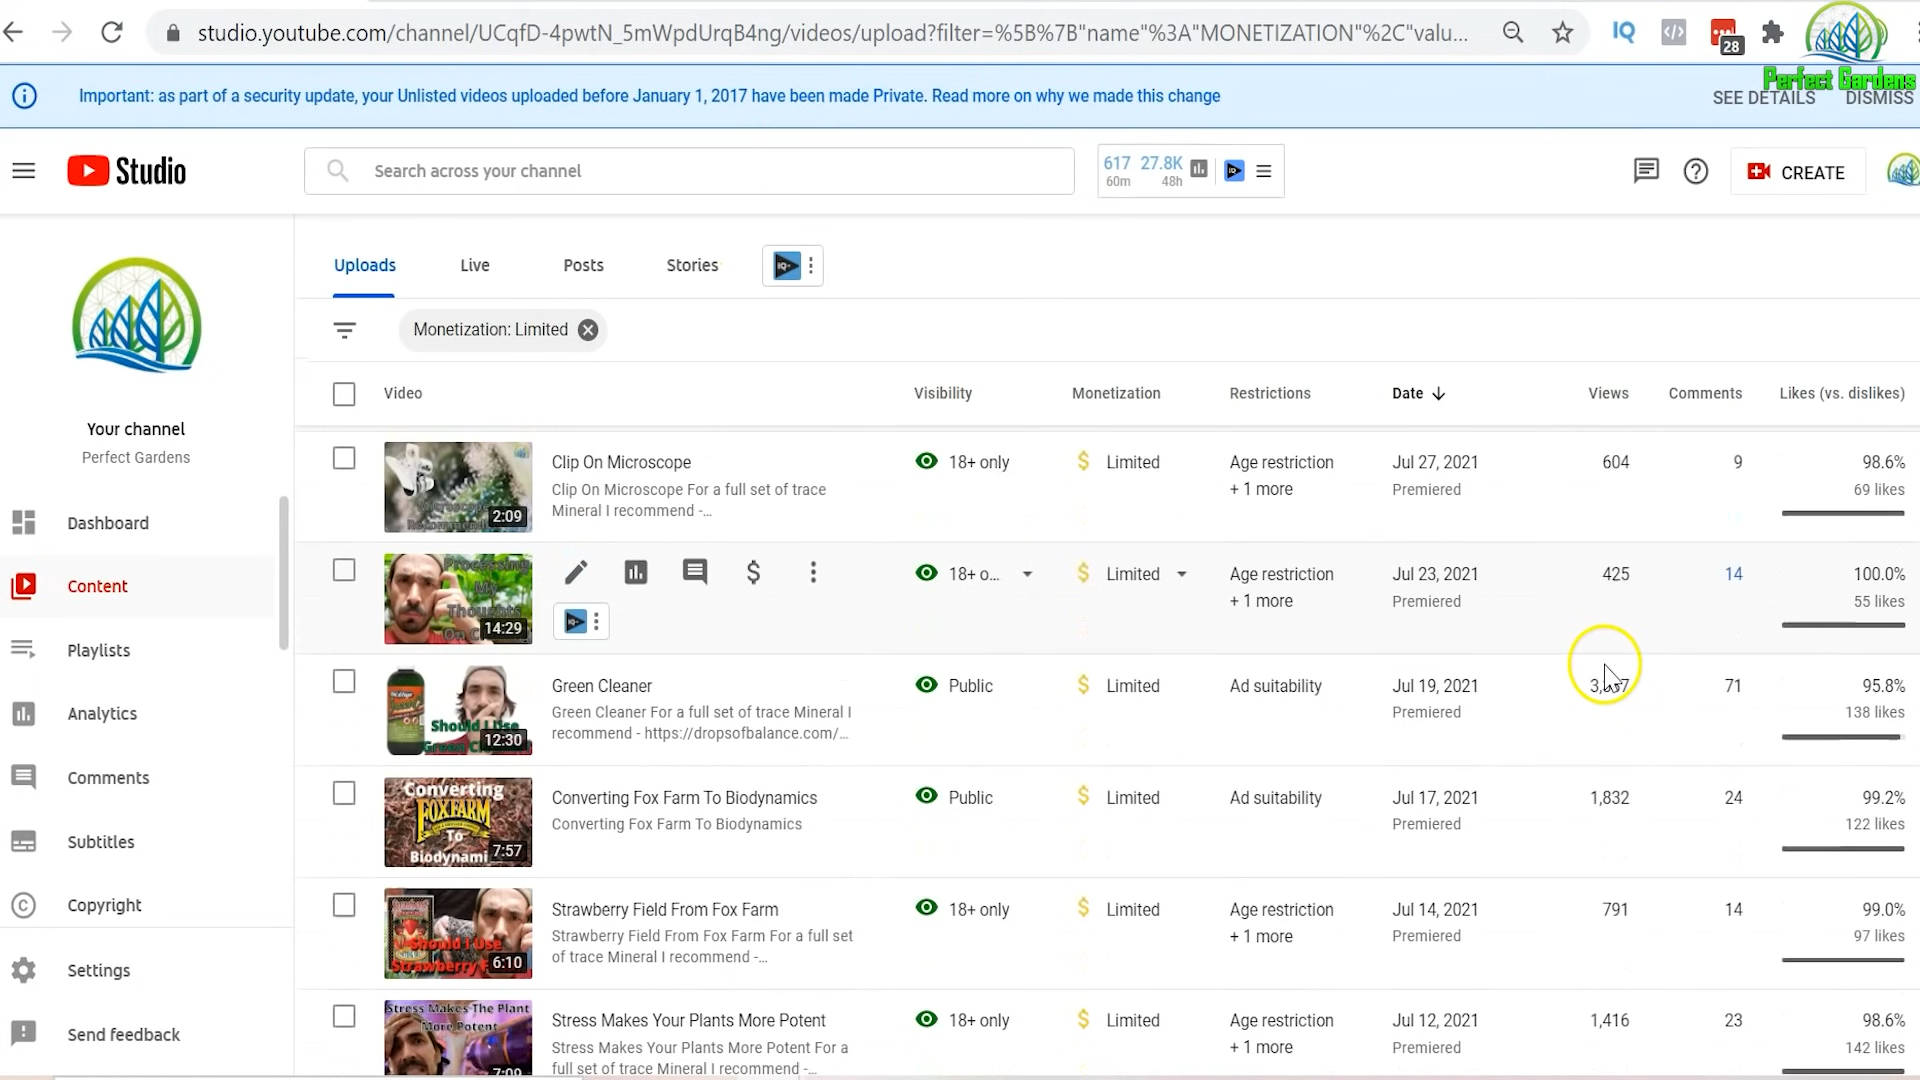 studio.youtube.com/channel/UCqfD-4pwtN_5mWpdUrqB4ng/videos/upload?filter=%5B%7B"name"%3A"MONETIZATION"%2C"valu...
IQ
28
Perfect Gardens
Important: as part of a security update, your Unlisted videos uploaded before January 1, 2017 have been made Private. Read more on why we made this change
SEE DETAILS DISMISS
Studio
Search across your channel
617 27.8K
60m 48h
CREATE
Uploads Live Posts Stories
Monetization: Limited
Your channel
Perfect Gardens
Dashboard
Content
Playlists
Analytics
Comments
Subtitles
Copyright
Settings
Send feedback
Video Visibility Monetization Restrictions Date Views Comments Likes (vs. dislikes)
Clip On Microscope 18+ only Limited Age restriction Jul 27, 2021 604 9 98.6%
Clip On Microscope For a full set of trace + 1 more Premiered 69 likes
Mineral I recommend -...
2:09
Processing
My
Thoughts
14:29
18+ o... Limited Age restriction Jul 23, 2021 425 14 100.0%
+ 1 more Premiered 55 likes
Green Cleaner Public Limited Ad suitability Jul 19, 2021 71 95.8%
Green Cleaner For a full set of trace Mineral I Premiered 138 likes
recommend - https://dropsofbalance.com/...
Should I Use
Green
12:30
Converting
FOXFARM
To
Biodynami
7:57
Converting Fox Farm To Biodynamics Public Limited Ad suitability Jul 17, 2021 1,832 24 99.2%
Converting Fox Farm To Biodynamics Premiered 122 likes
Should I Use
Strawberry F
6:10
Strawberry Field From Fox Farm 18+ only Limited Age restriction Jul 14, 2021 791 14 99.0%
Strawberry Field From Fox Farm For a full set + 1 more Premiered 97 likes
of trace Mineral I recommend -...
Stress Makes The Plant
More Potent
7:09
Stress Makes Your Plants More Potent 18+ only Limited Age restriction Jul 12, 2021 1,416 23 98.6%
Stress Makes Your Plants More Potent For a + 1 more Premiered 142 likes
full set of trace Mineral I recommend -...